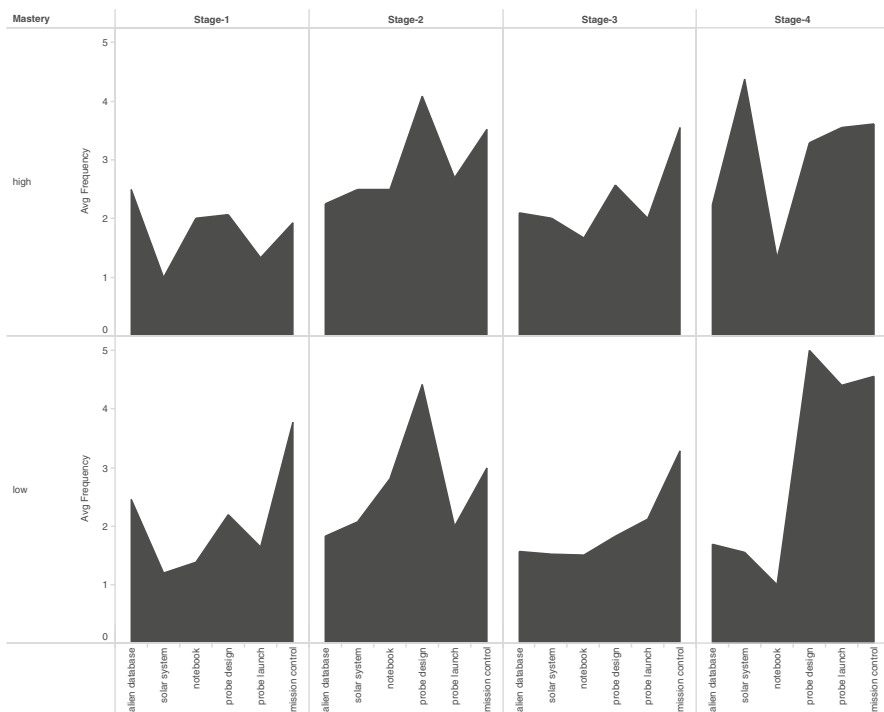 Mastery Stage-1 Stage-2 Stage-3 Stage-4
5
4
3
2
1
0
high
Avg Frequency
5
4
3
2
1
0
low
Avg Frequency
alien database
solar system
notebook
probe design
probe launch
mission control
alien database
solar system
notebook
probe design
probe launch
mission control
alien database
solar system
notebook
probe design
probe launch
mission control
alien database
solar system
notebook
probe design
probe launch
mission control